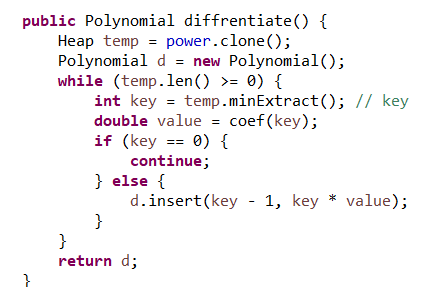 public Polynomial diffrentiate() {
    Heap temp = power.clone();
    Polynomial d = new Polynomial();
    while (temp.len() >= 0) {
        int key = temp.minExtract(); // key
        double value = coef(key);
        if (key == 0) {
            continue;
        } else {
            d.insert(key - 1, key * value);
        }
    }
    return d;
}